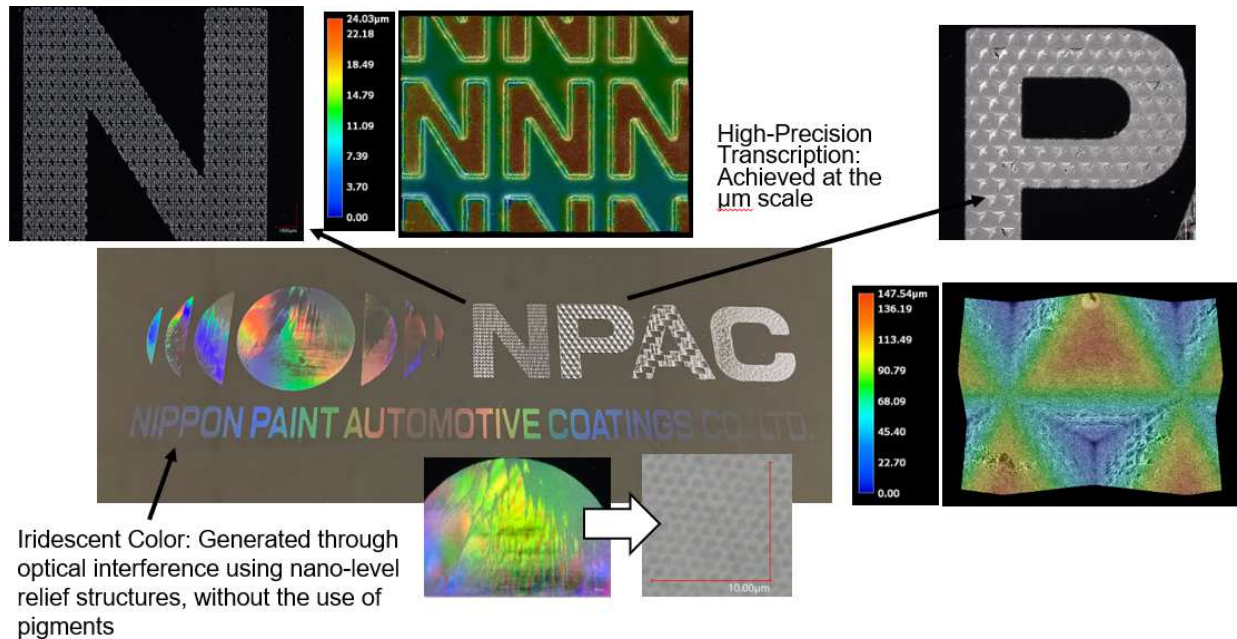 24.03µm
22.18
18.49
14.79
11.09
7.39
3.70
0.00
High-Precision
Transcription:
Achieved at the
µm scale
NPAC
NIPPON PAINT AUTOMOTIVE COATINGS CO.,LTD.
147.54µm
136.19
113.49
90.79
68.09
45.40
22.70
0.00
10.00µm
Iridescent Color: Generated through
optical interference using nano-level
relief structures, without the use of
pigments